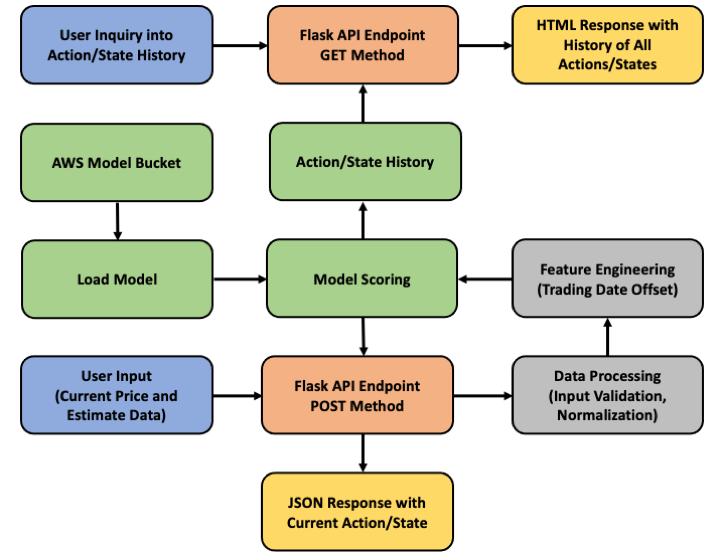 User Inquiry into
Action/State History
Flask API Endpoint
GET Method
HTML Response with
History of All
Actions/States
AWS Model Bucket
Action/State History
Load Model
Model Scoring
Feature Engineering
(Trading Date Offset)
User Input
(Current Price and
Estimate Data)
Flask API Endpoint
POST Method
Data Processing
(Input Validation,
Normalization)
JSON Response with
Current Action/State